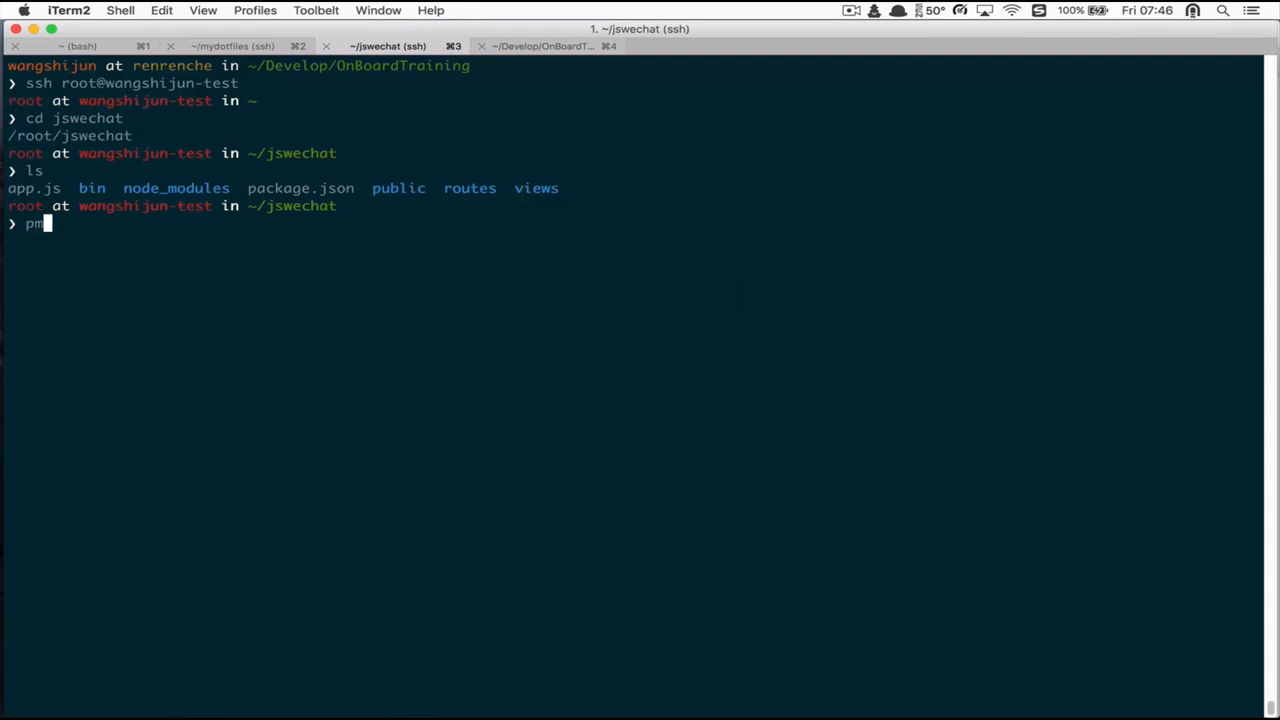 iTerm2 Shell Edit View Profiles Toolbelt Window Help 50° 100% Fri 07:46
1. ~/jswechat (ssh)
~ (bash) ⌘1 ~/mydotfiles (ssh) ⌘2 ~/jswechat (ssh) ⌘3 ~/Develop/OnBoardT... ⌘4
wangshijun at renrenche in ~/Develop/OnBoardTraining
❯ ssh root@wangshijun-test
root at wangshijun-test in ~
❯ cd jswechat
/root/jswechat
root at wangshijun-test in ~/jswechat
❯ ls
app.js bin node_modules package.json public routes views
root at wangshijun-test in ~/jswechat
❯ pm